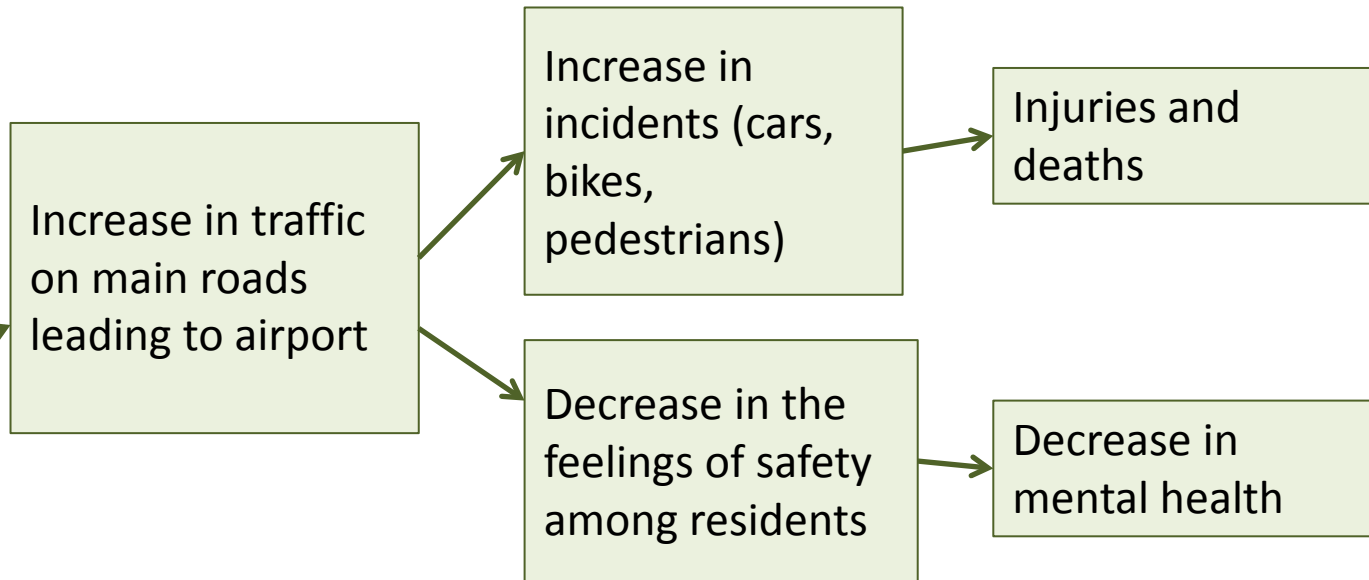 Increase in traffic
on main roads
leading to airport
Increase in
incidents (cars,
bikes,
pedestrians)
Injuries and
deaths
Decrease in the
feelings of safety
among residents
Decrease in
mental health